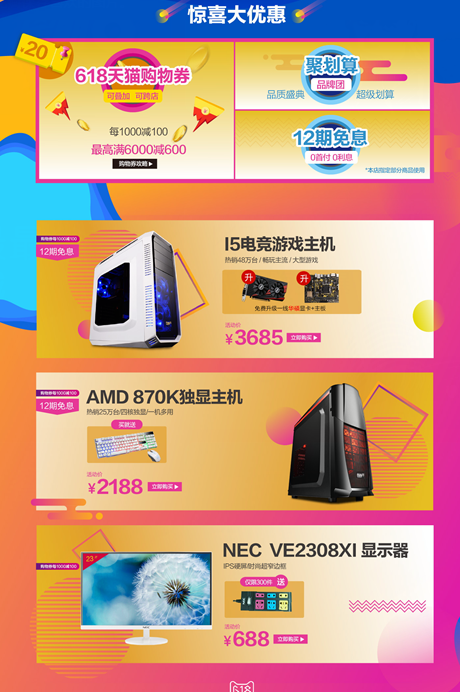 惊喜大优惠
¥20
618天猫购物券
可叠加 可跨店
每1000减100
最高满6000减600
购物券攻略▶
聚划算
品牌团
品质盛典 超级划算
12期免息
0首付 0利息
*本店指定部分商品使用
购物券每1000减100
12期免息
I5电竞游戏主机
热销48万台 / 畅玩主流 / 大型游戏
升 升
免费升级一线华硕显卡+主板
活动价
¥3685 立即购买▶
购物券每1000减100
12期免息
AMD 870K独显主机
热销25万台/四核独显/一机多用
买就送
活动价
¥2188 立即购买▶
购物券每1000减100
NEC VE2308XI 显示器
IPS硬屏/时尚超窄边框
仅限300件 送
活动价
¥688 立即购买▶
618